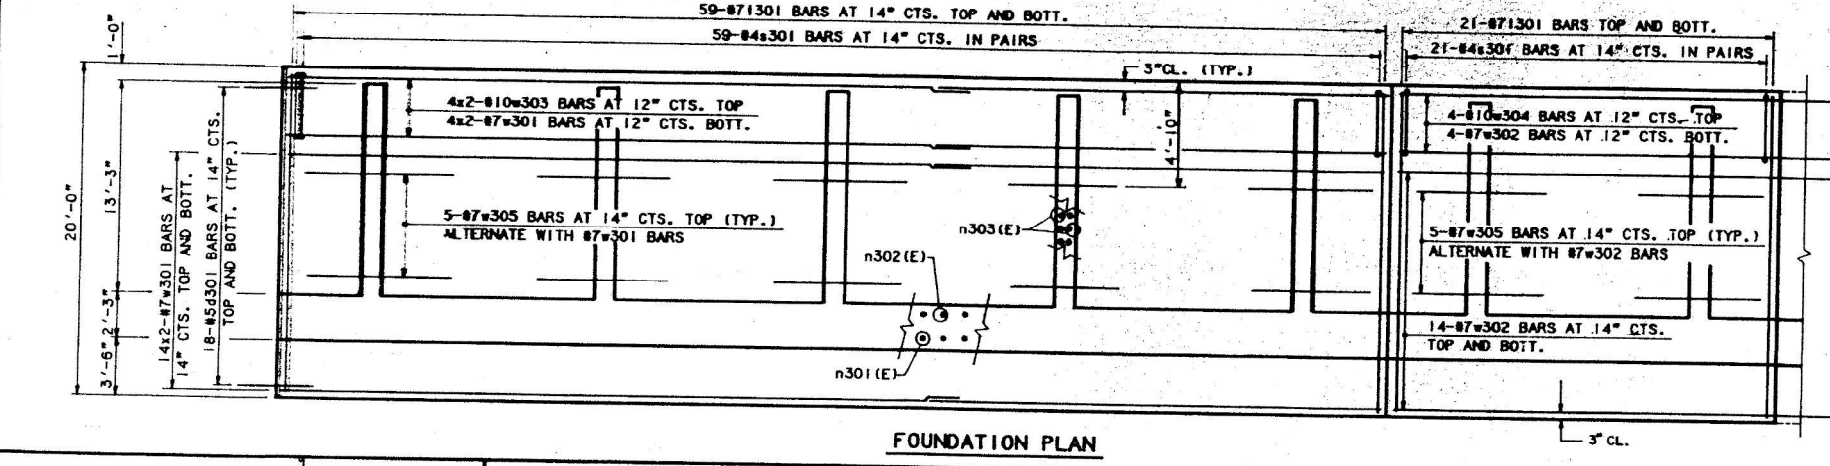 59-#7t301 BARS AT 14" CTS. TOP AND BOTT.
59-#4s301 BARS AT 14" CTS. IN PAIRS
21-#7t301 BARS TOP AND BOTT.
21-#4s301 BARS AT 14" CTS. IN PAIRS
1'-0"
3" CL. (TYP.)
4x2-#10w303 BARS AT 12" CTS. TOP
4x2-#7w301 BARS AT 12" CTS. BOTT.
4'-10"
4-#10w304 BARS AT 12" CTS. TOP
4-#7w302 BARS AT 12" CTS. BOTT.
20'-0"
13'-3"
2'-3"
3'-6"
14x2-#7w301 BARS AT
14" CTS. TOP AND BOTT.
18-#5d301 BARS AT 14" CTS.
TOP AND BOTT. (TYP.)
5-#7w305 BARS AT 14" CTS. TOP (TYP.)
ALTERNATE WITH #7w301 BARS
n303(E)
n302(E)
n301(E)
5-#7w305 BARS AT 14" CTS. TOP (TYP.)
ALTERNATE WITH #7w302 BARS
14-#7w302 BARS AT 14" CTS.
TOP AND BOTT.
FOUNDATION PLAN
3" CL.